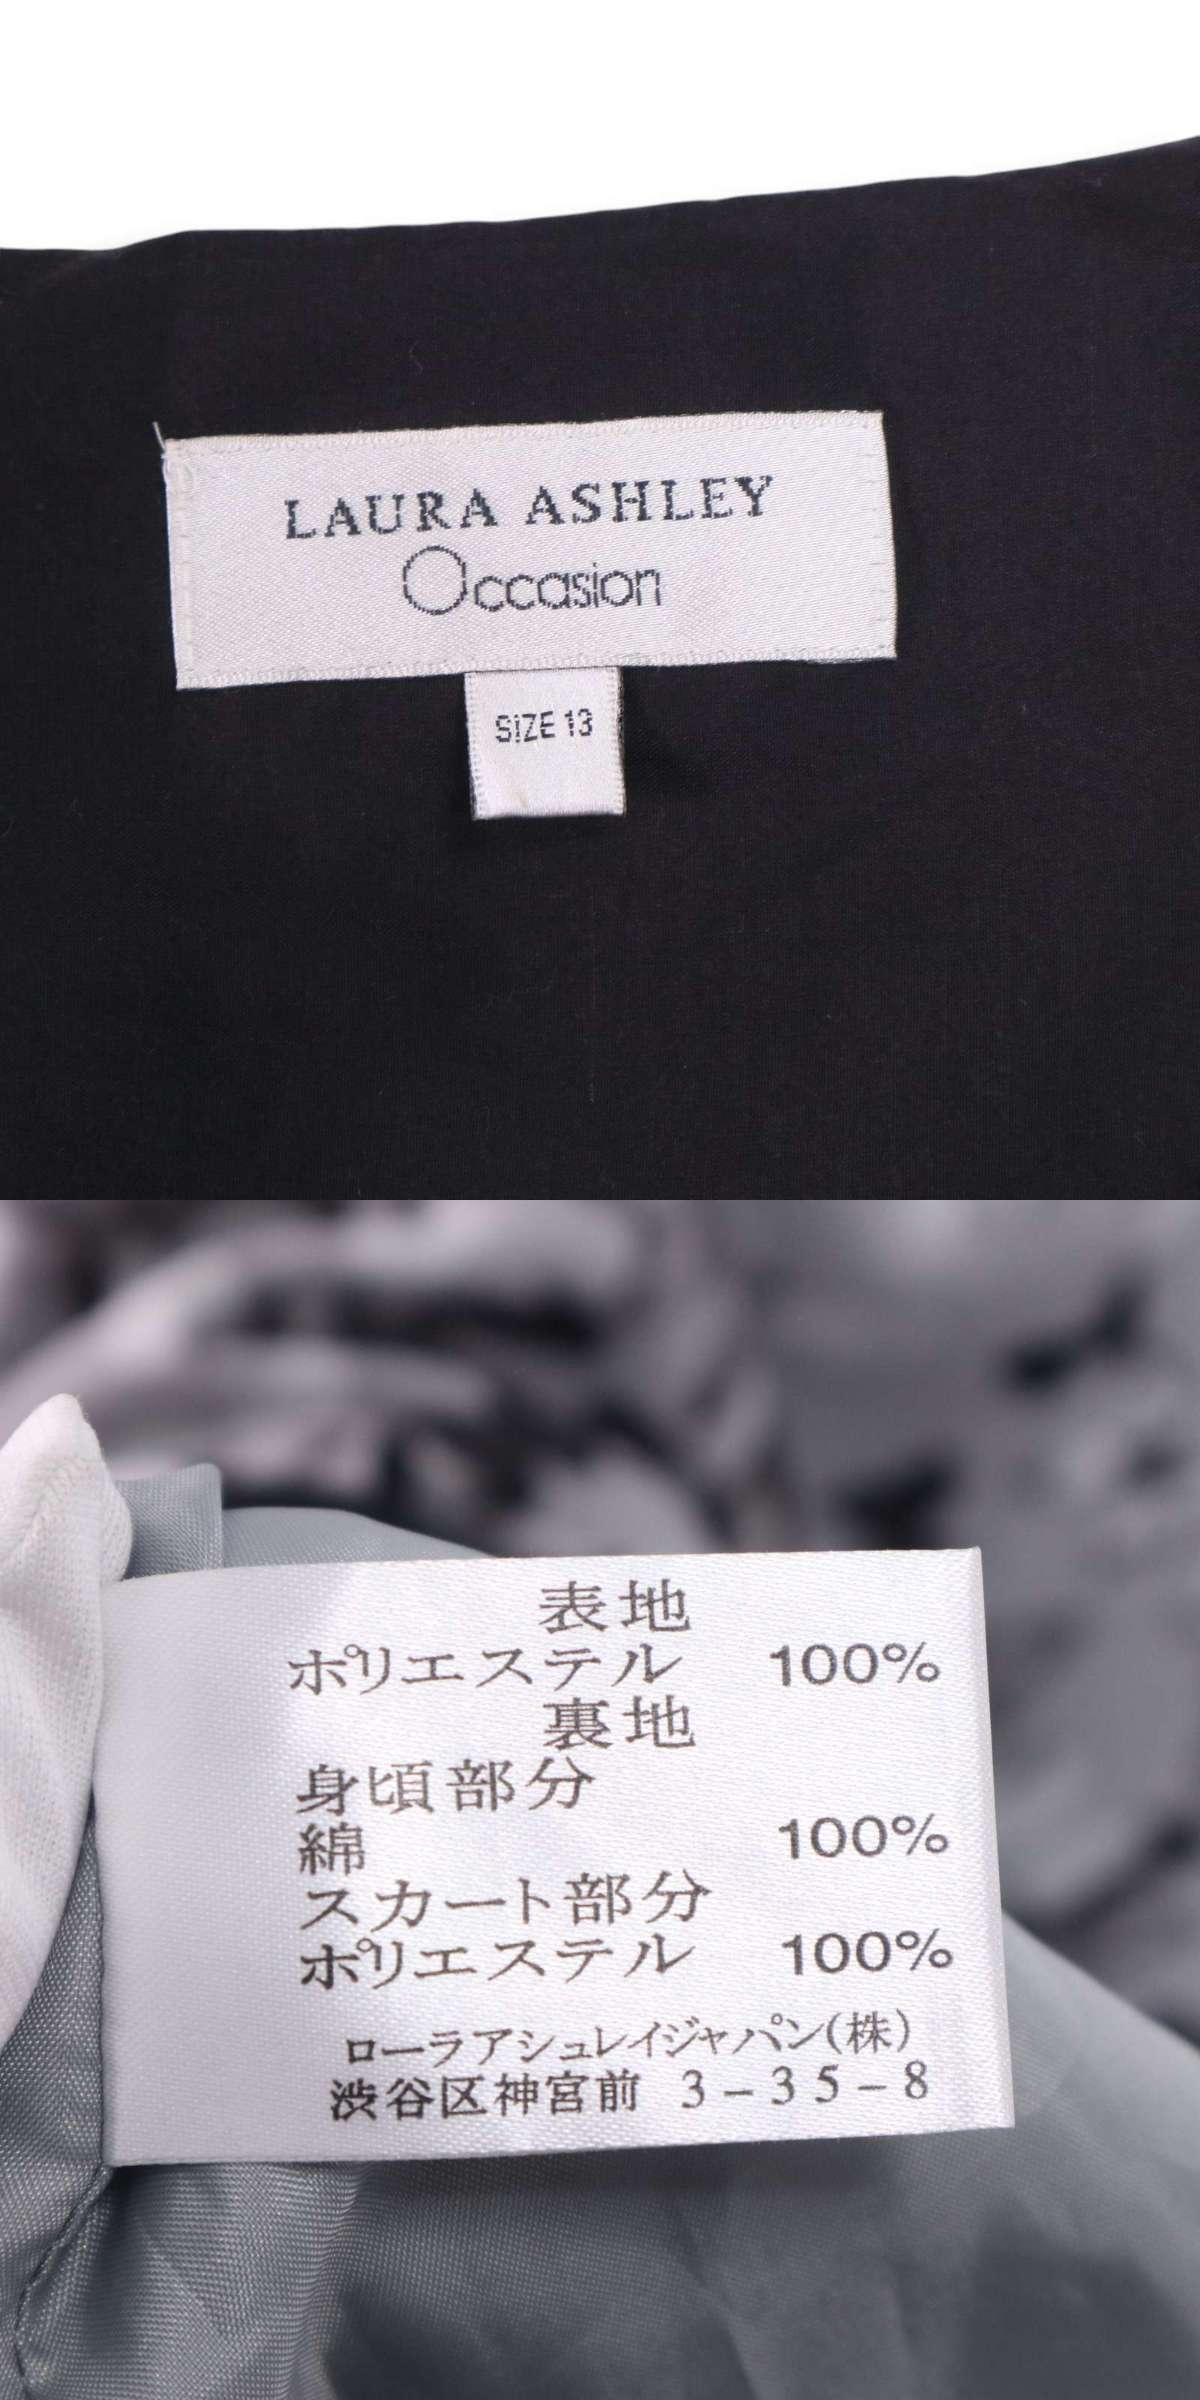 LAURA ASHLEY
Occasion
SIZE 13
表地
ポリエステル 100%
裏地
身頃部分
綿 100%
スカート部分
ポリエステル 100%
ローラアシュレイジャパン(株)
渋谷区神宮前 3-35-8